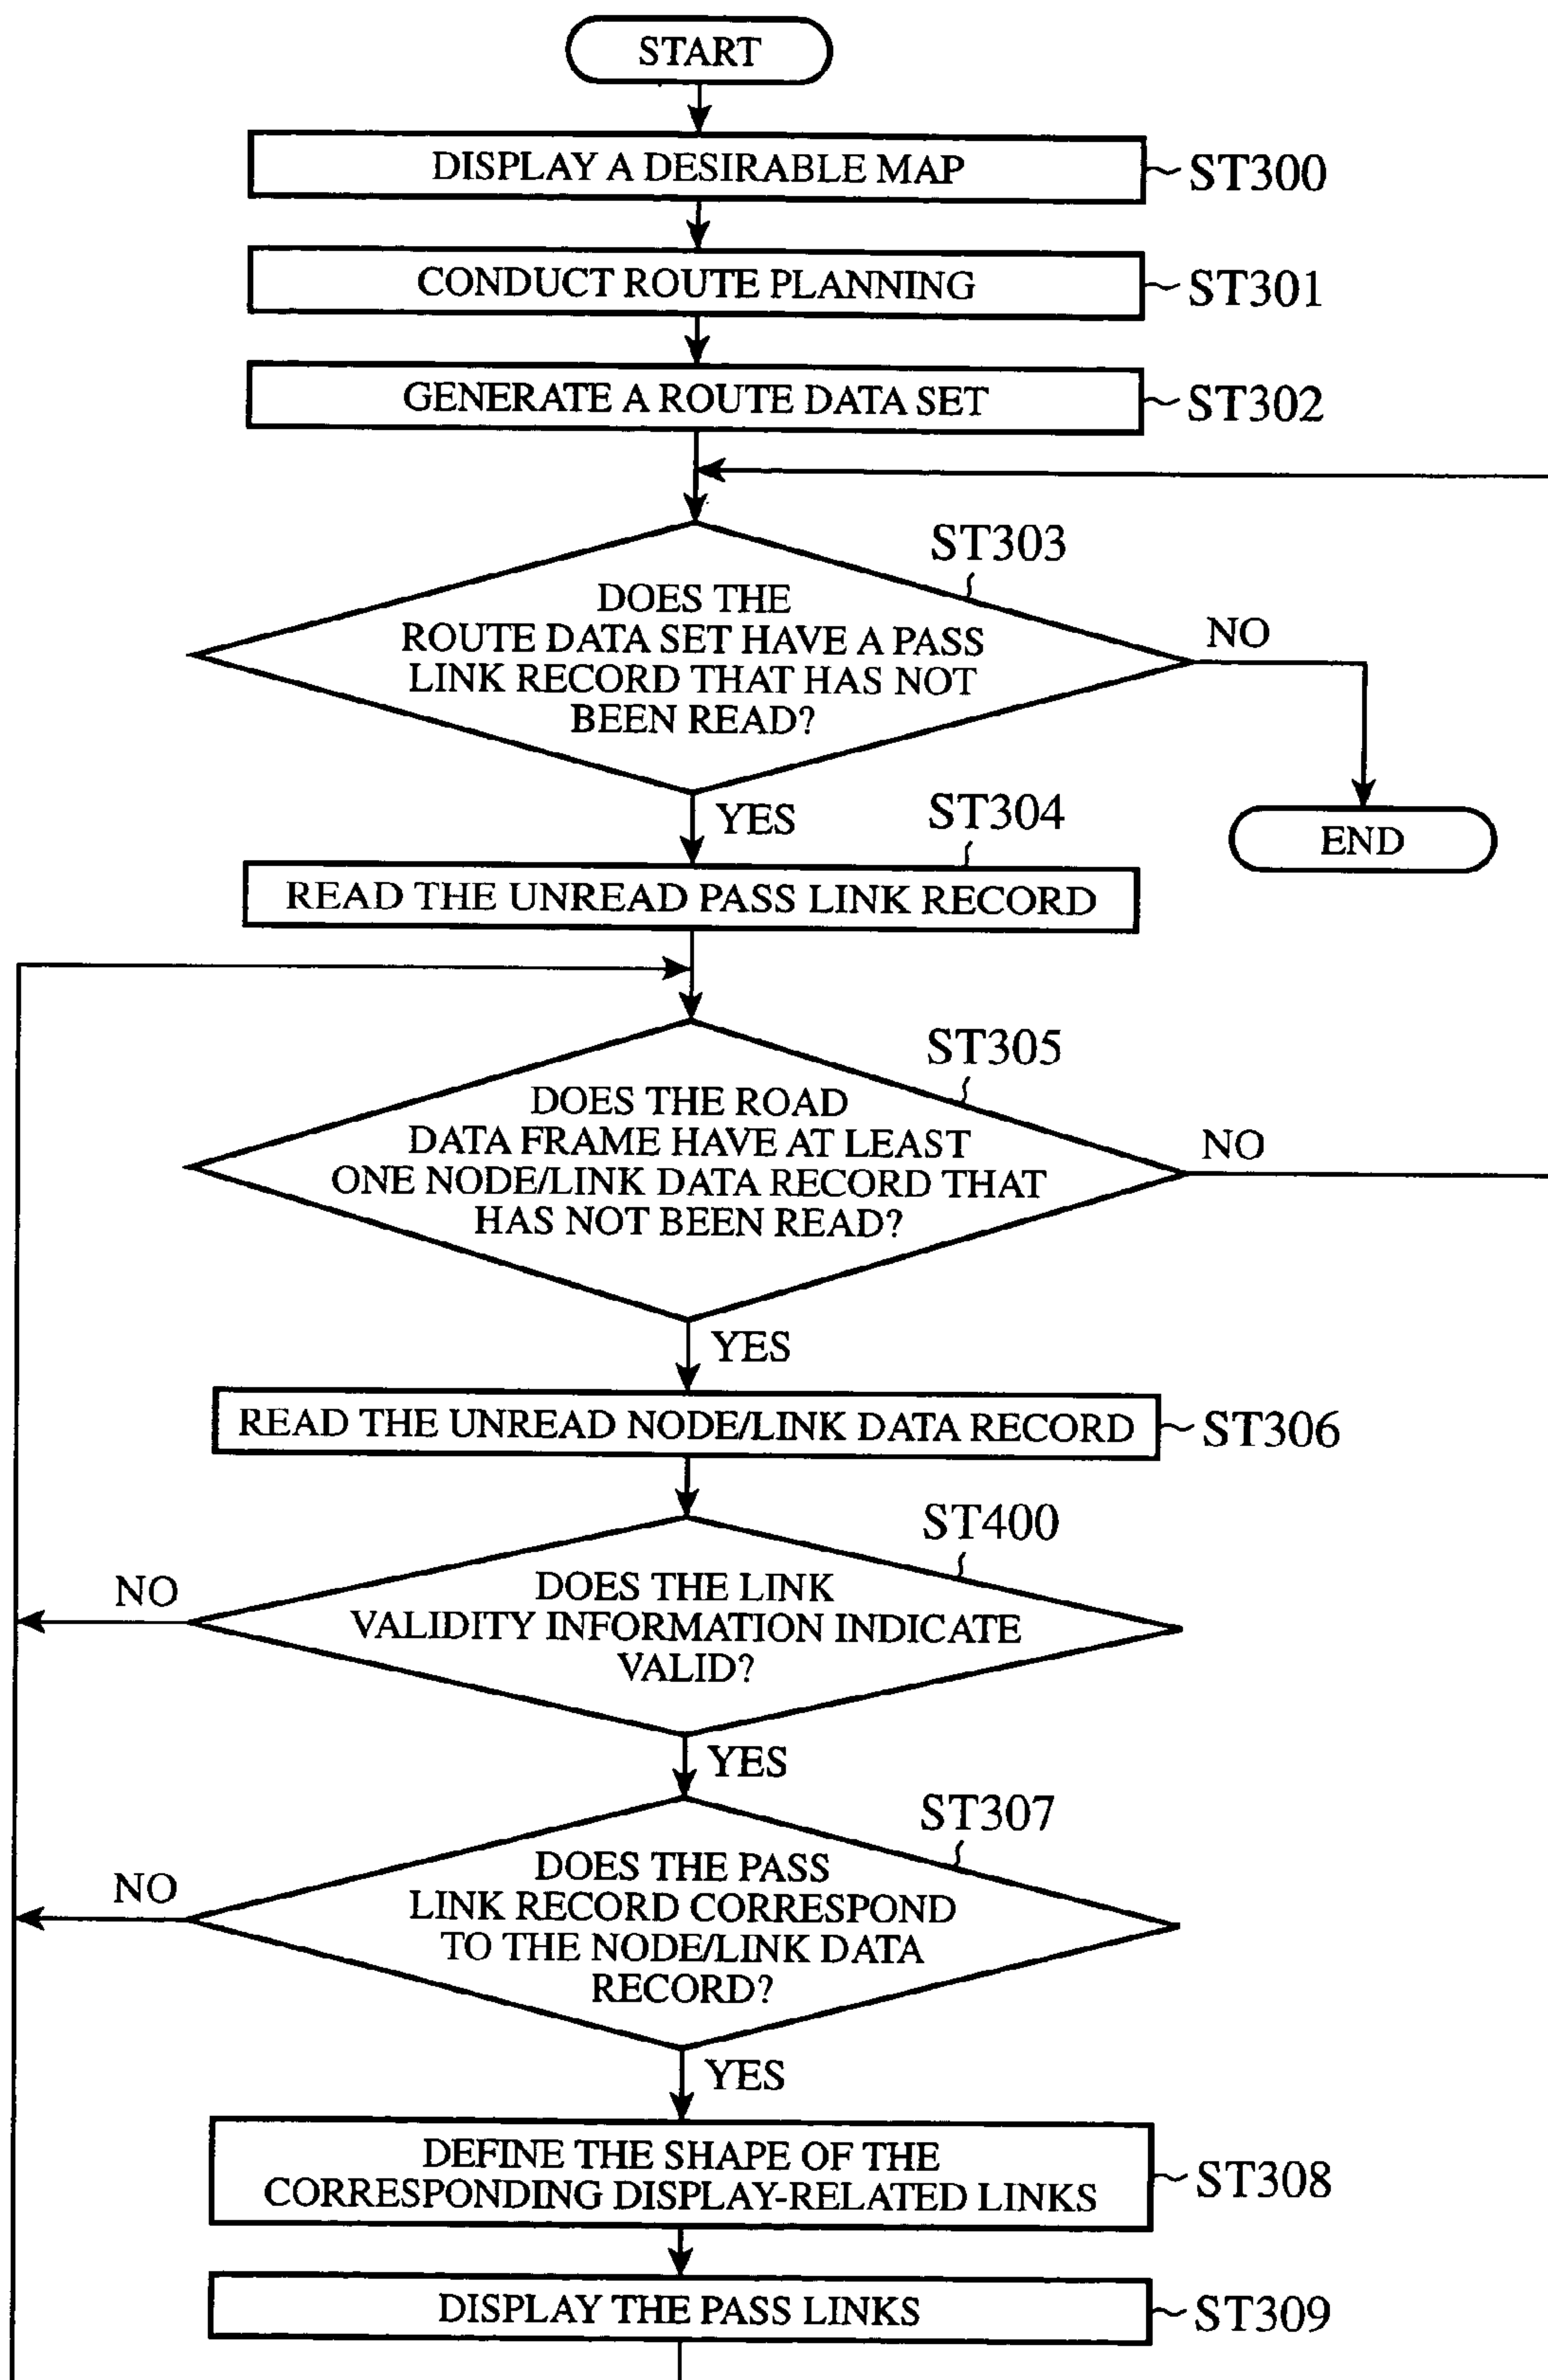 START
DISPLAY A DESIRABLE MAP
ST300
CONDUCT ROUTE PLANNING
ST301
GENERATE A ROUTE DATA SET
ST302
ST303
DOES THE
ROUTE DATA SET HAVE A PASS
LINK RECORD THAT HAS NOT
BEEN READ?
NO
YES
END
ST304
READ THE UNREAD PASS LINK RECORD
ST305
DOES THE ROAD
DATA FRAME HAVE AT LEAST
ONE NODE/LINK DATA RECORD THAT
HAS NOT BEEN READ?
NO
YES
READ THE UNREAD NODE/LINK DATA RECORD
ST306
ST400
DOES THE LINK
VALIDITY INFORMATION INDICATE
VALID?
NO
YES
ST307
DOES THE PASS
LINK RECORD CORRESPOND
TO THE NODE/LINK DATA
RECORD?
NO
YES
DEFINE THE SHAPE OF THE
CORRESPONDING DISPLAY-RELATED LINKS
ST308
DISPLAY THE PASS LINKS
ST309